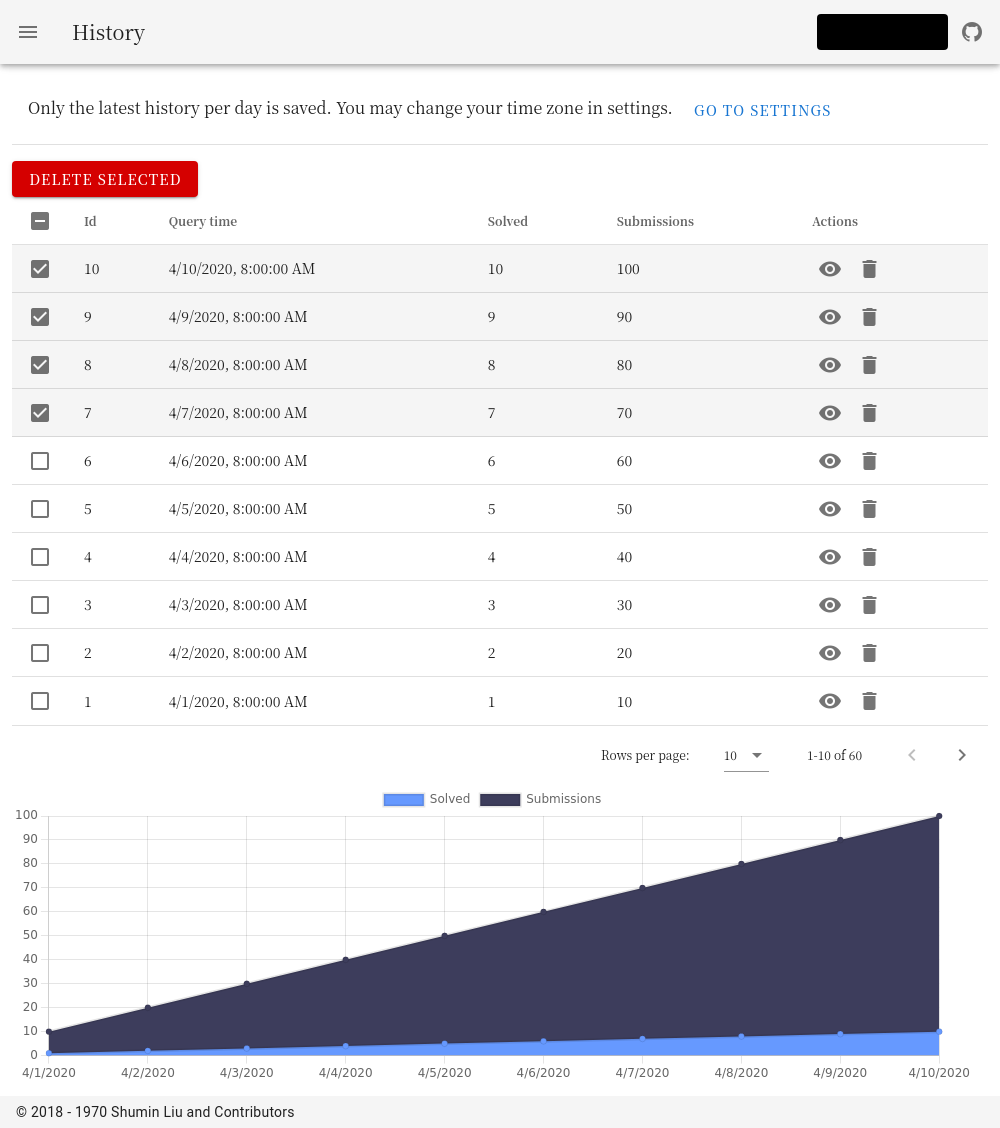 History
Only the latest history per day is saved. You may change your time zone in settings. GO TO SETTINGS
DELETE SELECTED
Id Query time Solved Submissions Actions
10 4/10/2020, 8:00:00 AM 10 100
9 4/9/2020, 8:00:00 AM 9 90
8 4/8/2020, 8:00:00 AM 8 80
7 4/7/2020, 8:00:00 AM 7 70
6 4/6/2020, 8:00:00 AM 6 60
5 4/5/2020, 8:00:00 AM 5 50
4 4/4/2020, 8:00:00 AM 4 40
3 4/3/2020, 8:00:00 AM 3 30
2 4/2/2020, 8:00:00 AM 2 20
1 4/1/2020, 8:00:00 AM 1 10
Rows per page: 10 1-10 of 60
Solved Submissions
100
90
80
70
60
50
40
30
20
10
0
4/1/2020 4/2/2020 4/3/2020 4/4/2020 4/5/2020 4/6/2020 4/7/2020 4/8/2020 4/9/2020 4/10/2020
© 2018 - 1970 Shumin Liu and Contributors